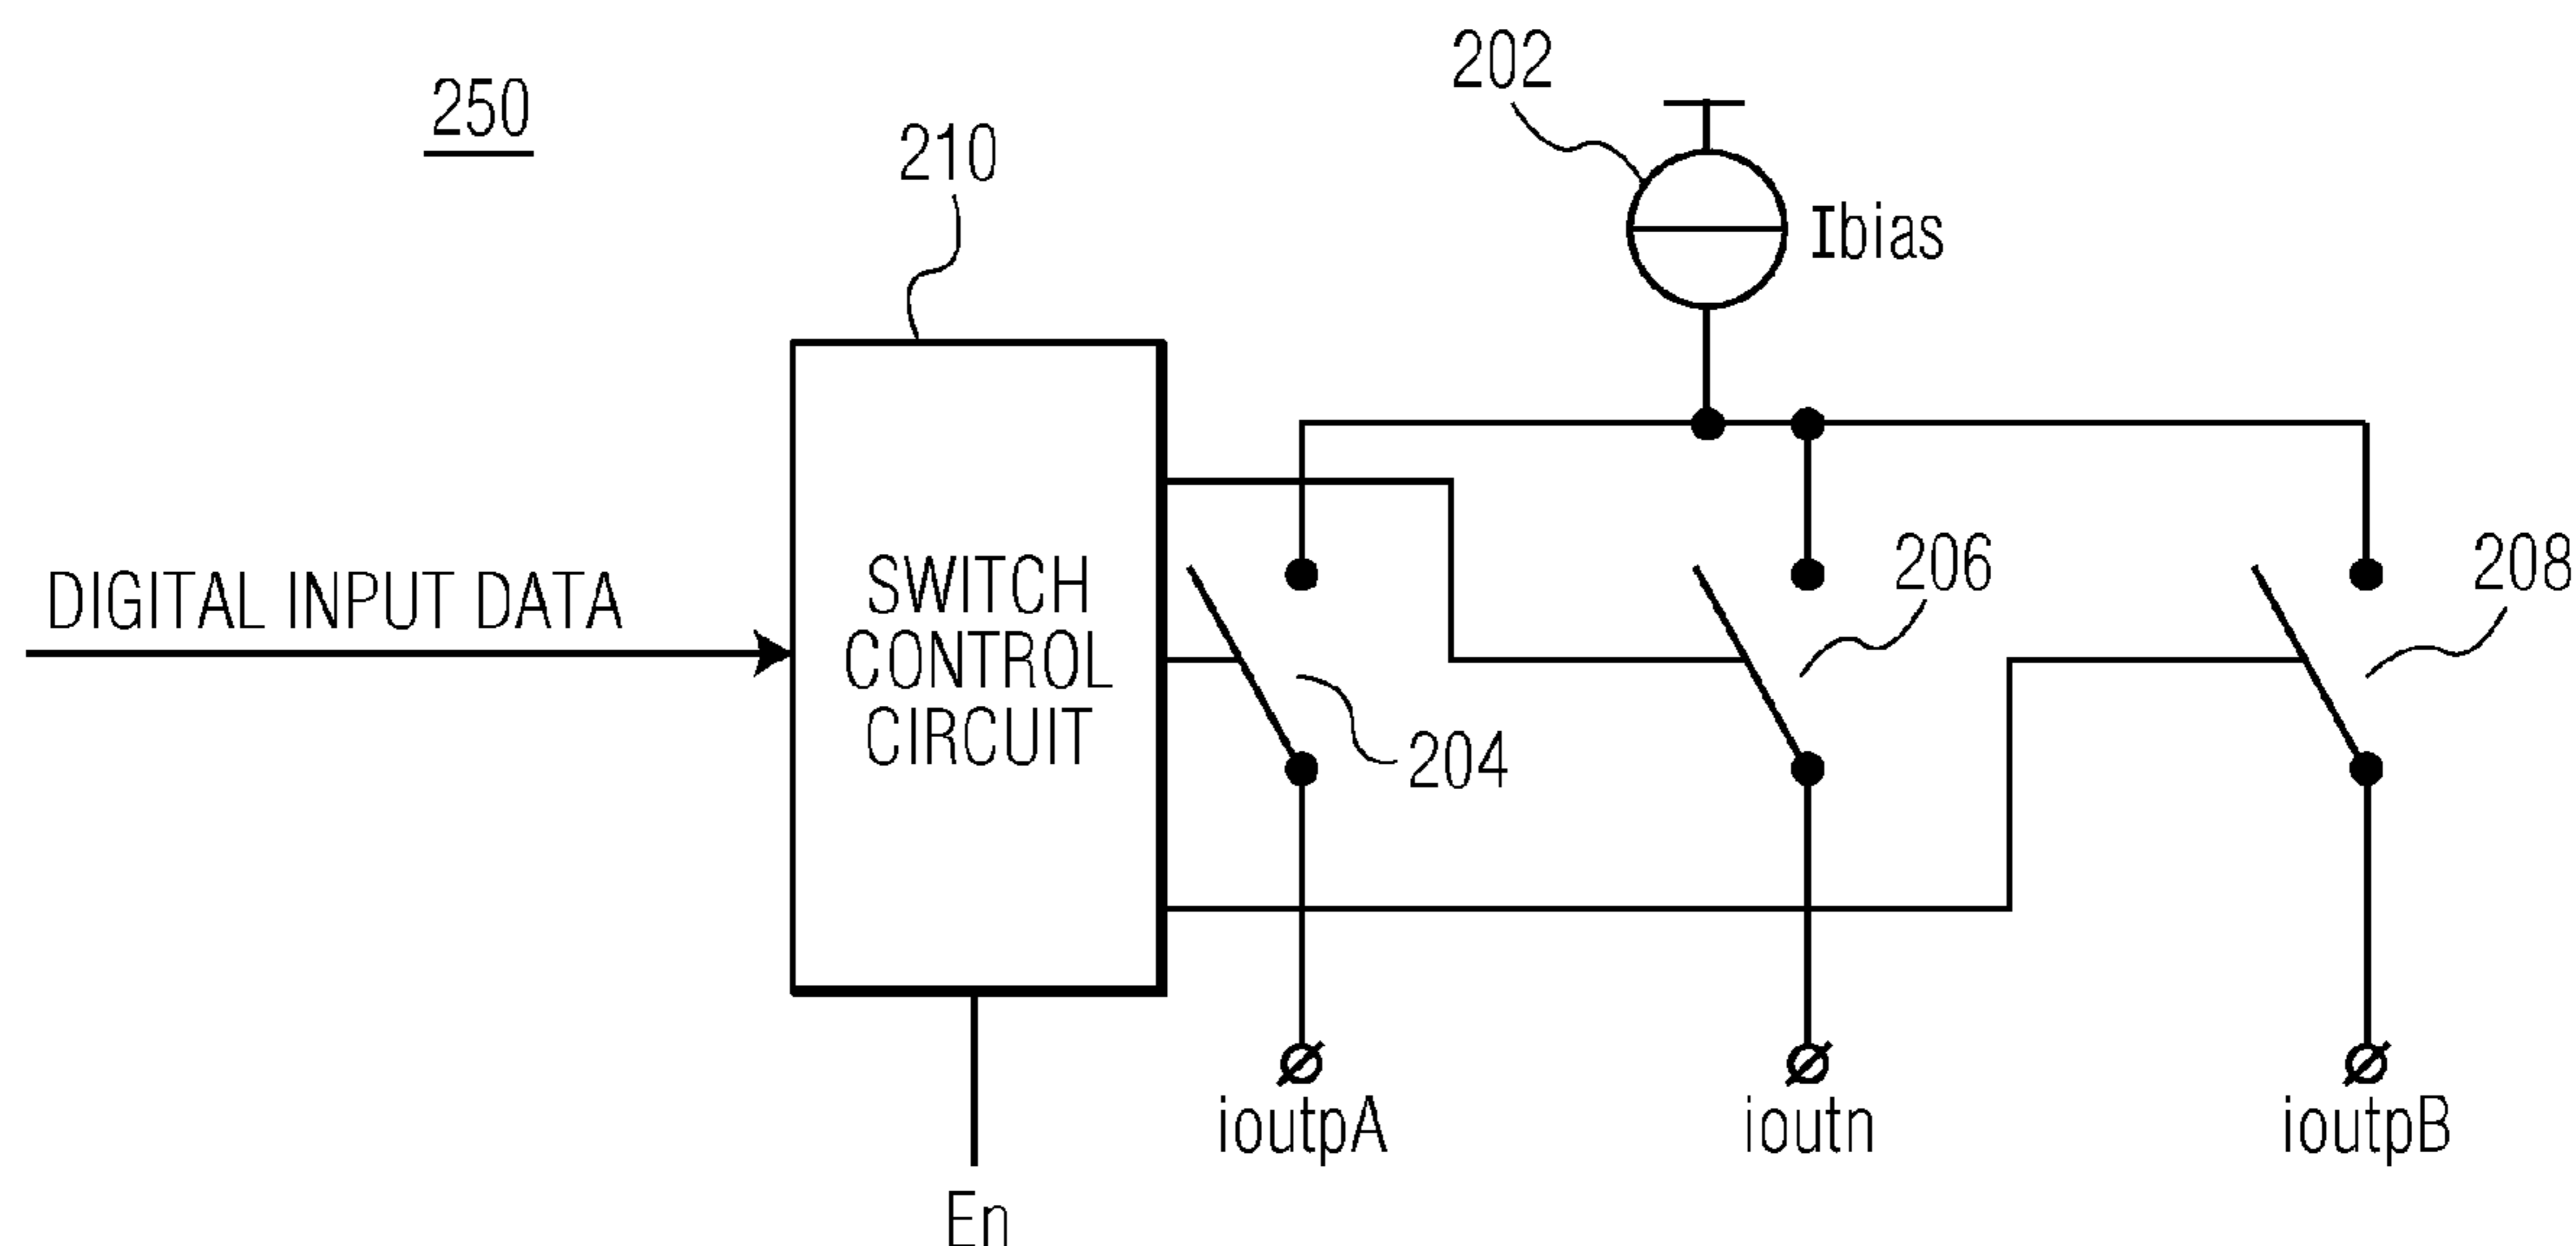 202
250
210
Ibias
DIGITAL INPUT DATA
SWITCH
CONTROL
CIRCUIT
206
208
204
ioutpA
ioutn
ioutpB
En